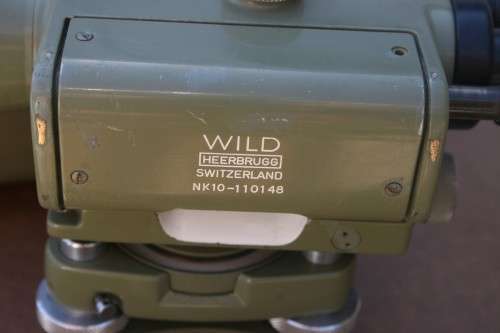 WILD
HEERBRUGG
SWITZERLAND
NK10-110148